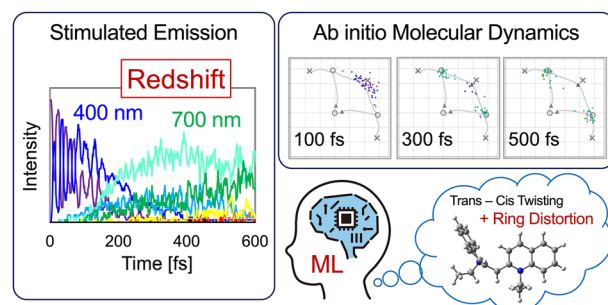 Stimulated Emission
Redshift
400 nm
700 nm
Intensity
0 200 400 600
Time [fs]
Ab initio Molecular Dynamics
100 fs
300 fs
500 fs
ML
Trans – Cis Twisting
+ Ring Distortion